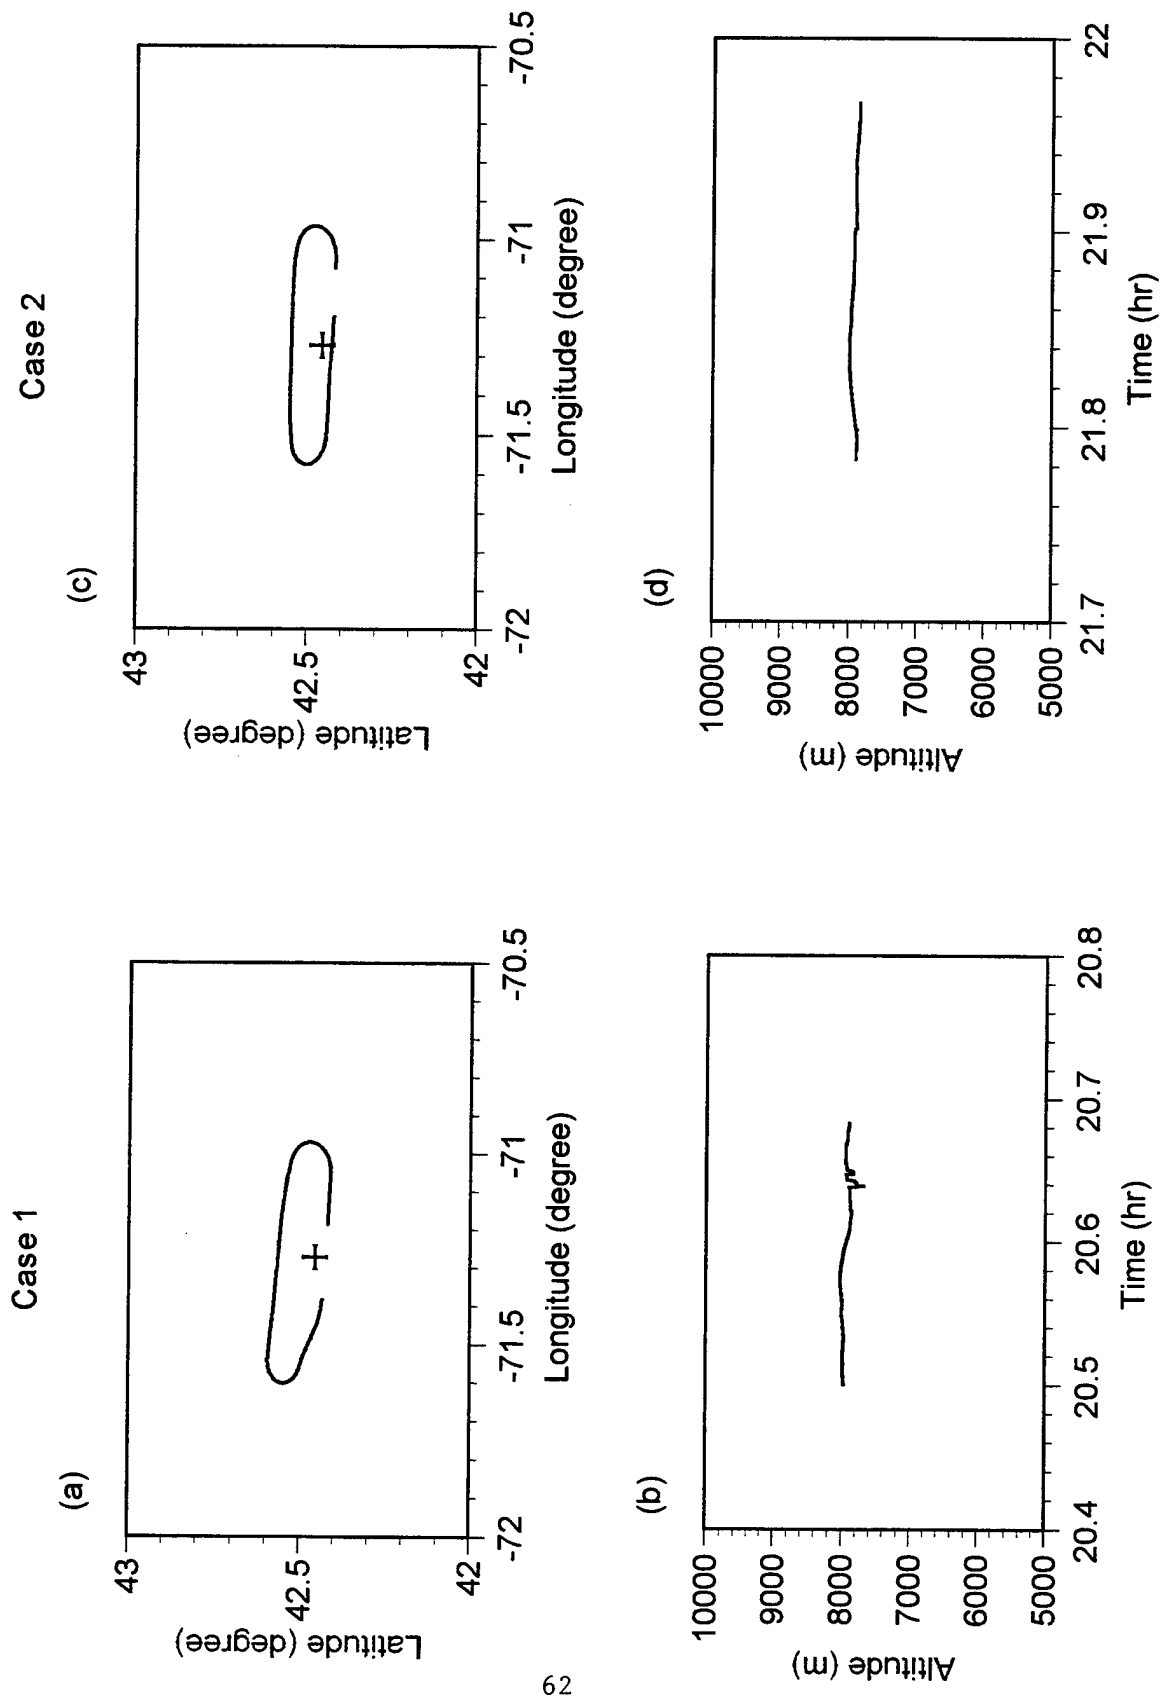 Case 1
(a)
Latitude (degree)
43
42.5
42
-72
-71.5
-71
-70.5
Longitude (degree)
(b)
Altitude (m)
10000
9000
8000
7000
6000
5000
20.4
20.5
20.6
20.7
20.8
Time (hr)
Case 2
(c)
Latitude (degree)
43
42.5
42
-72
-71.5
-71
-70.5
Longitude (degree)
(d)
Altitude (m)
10000
9000
8000
7000
6000
5000
21.7
21.8
21.9
22
Time (hr)
62